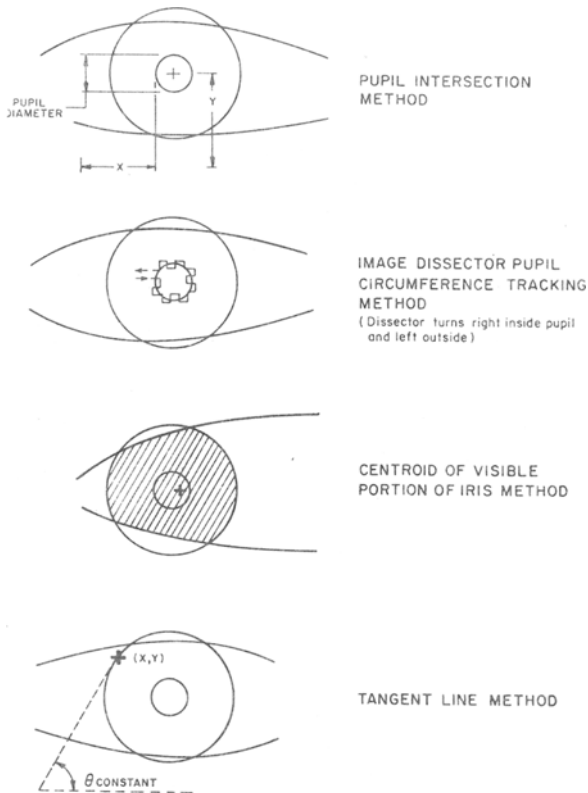 PUPIL
DIAMETER
X
Y
PUPIL INTERSECTION
METHOD
IMAGE DISSECTOR PUPIL
CIRCUMFERENCE TRACKING
METHOD
(Dissector turns right inside pupil
and left outside)
CENTROID OF VISIBLE
PORTION OF IRIS METHOD
(X,Y)
θ CONSTANT
TANGENT LINE METHOD